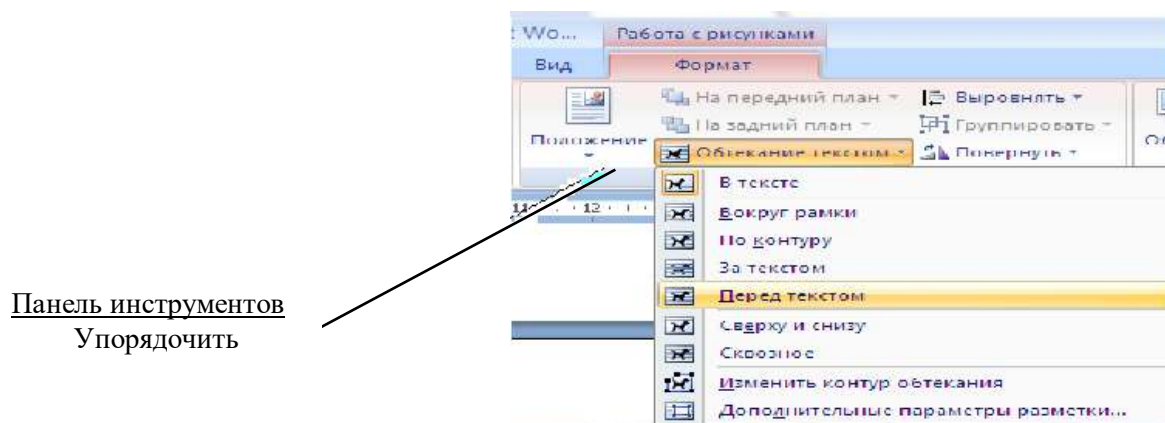 t Wo... Работа с рисунками
Вид Формат
На передний план Выровнять
На задний план Группировать
Положение
Обтекание текстом Повернуть
В тексте
11 12
Вокруг рамки
По контуру
За текстом
Перед текстом
Панель инструментов
Упорядочить
Сверху и снизу
Сквозное
Изменить контур обтекания
Дополнительные параметры разметки...